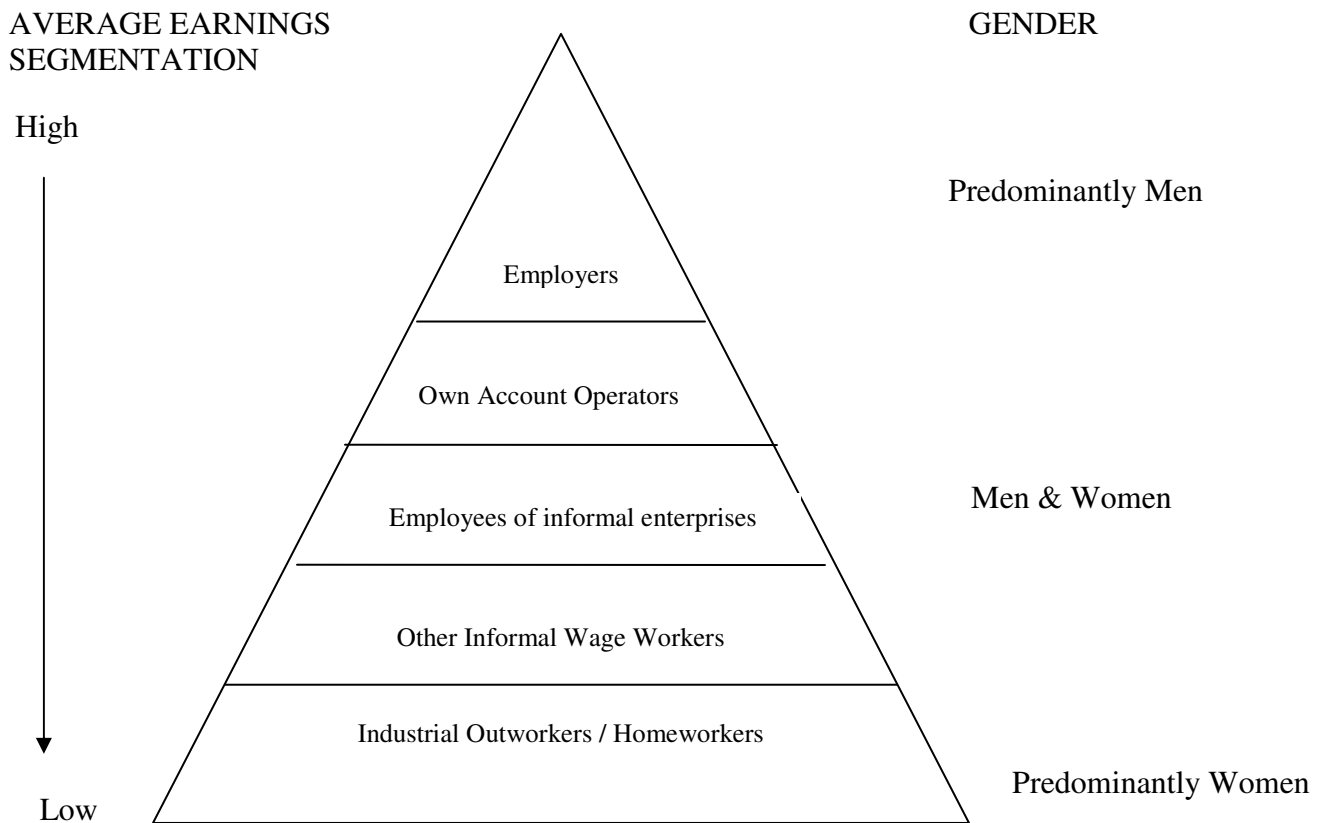 AVERAGE EARNINGS
SEGMENTATION
GENDER
High
Predominantly Men
Employers
Own Account Operators
Men & Women
Employees of informal enterprises
Other Informal Wage Workers
Industrial Outworkers / Homeworkers
Predominantly Women
Low